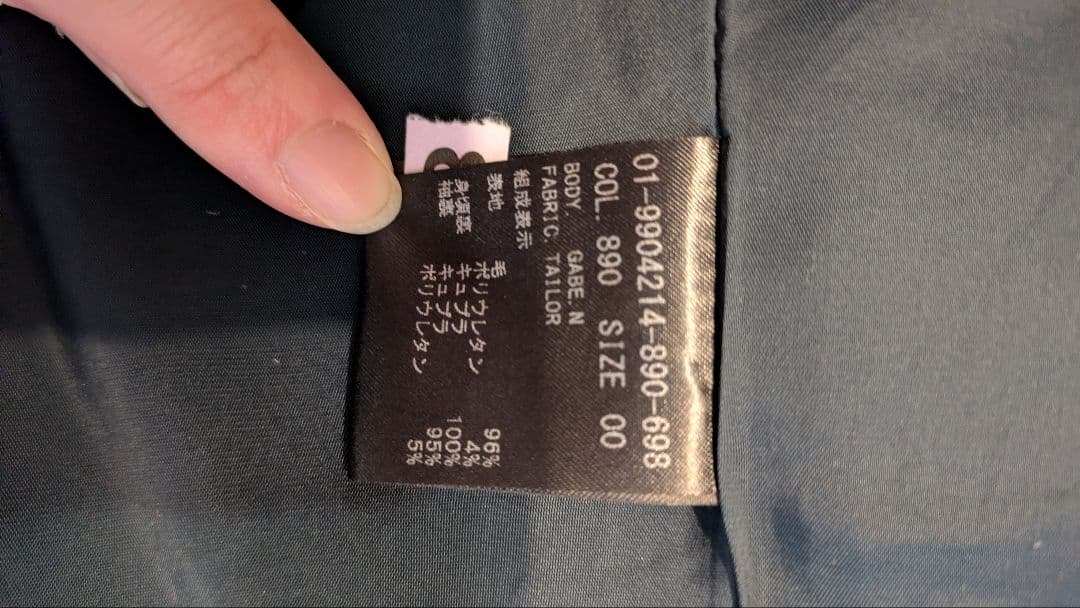 01-9904214-890-698
COL. 890 SIZE 00
BODY. GABE.N
FABRIC. TAILOR
組成表示
表地 毛 96%
ポリウレタン 4%
身頃裏 キュプラ 100%
袖裏 キュプラ 95%
ポリウレタン 5%